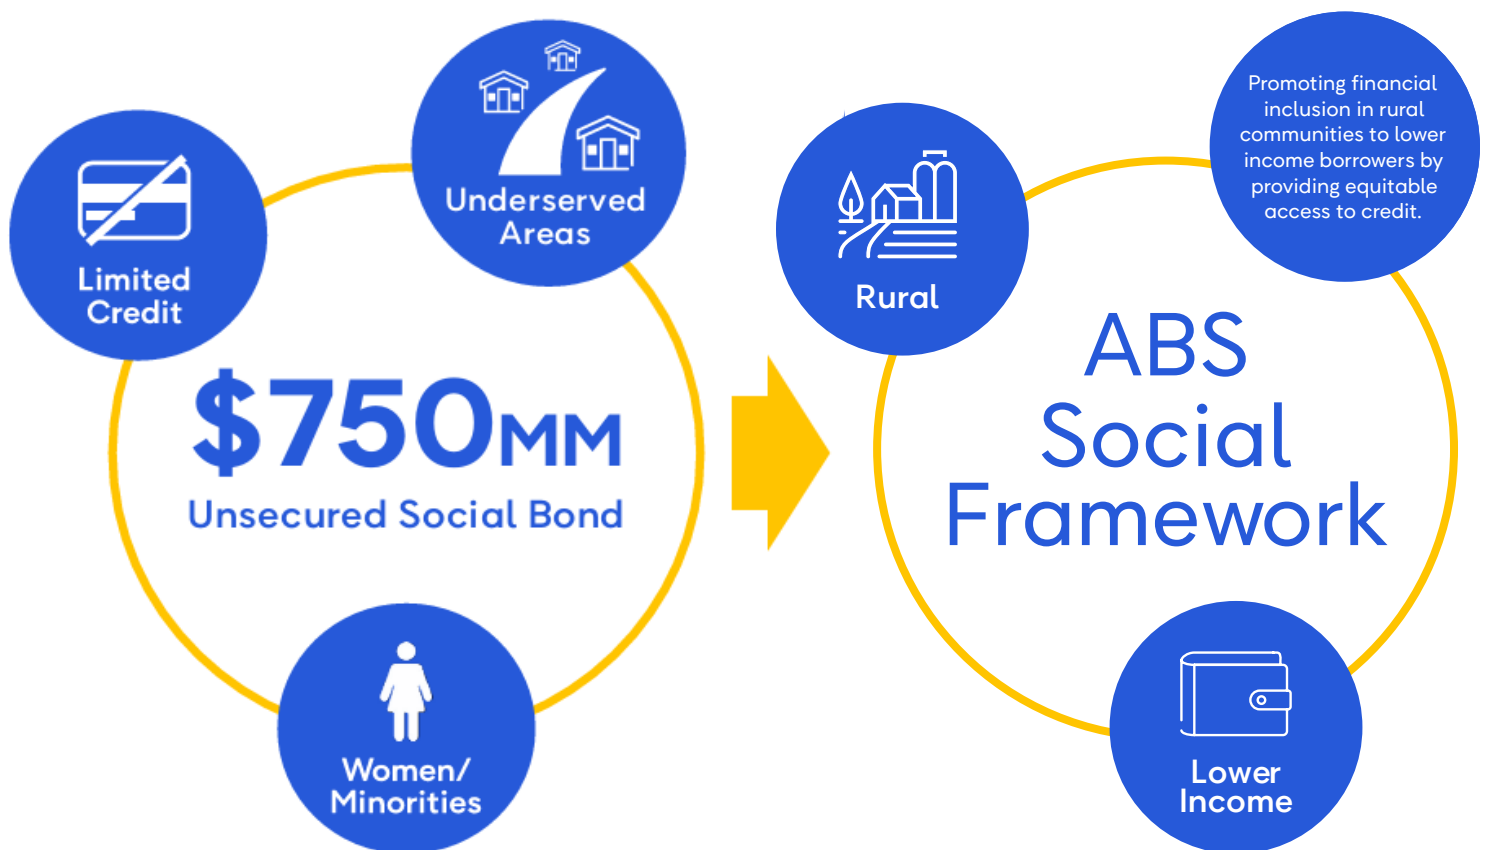 Limited
Credit
Underserved
Areas
$750MM
Unsecured Social Bond
Women/
Minorities
Rural
Promoting financial
inclusion in rural
communities to lower
income borrowers by
providing equitable
access to credit.
ABS
Social
Framework
Lower
Income